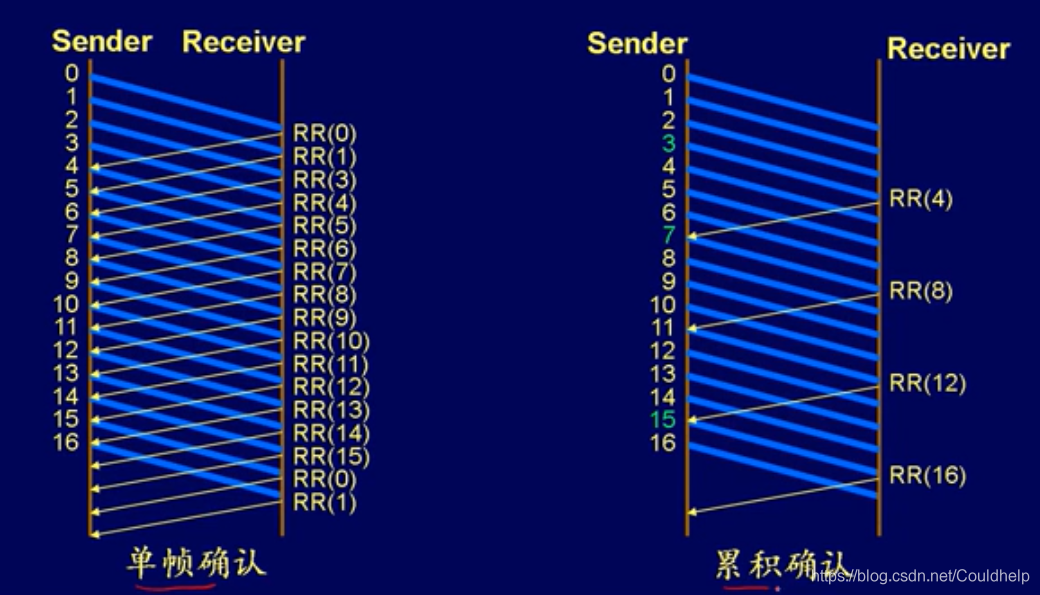 Sender Receiver
0
1
2
3
4
5
6
7
8
9
10
11
12
13
14
15
16
RR(0)
RR(1)
RR(3)
RR(4)
RR(5)
RR(6)
RR(7)
RR(8)
RR(9)
RR(10)
RR(11)
RR(12)
RR(13)
RR(14)
RR(15)
RR(0)
RR(1)
单帧确认
Sender Receiver
0
1
2
3
4
5
6
7
8
9
10
11
12
13
14
15
16
RR(4)
RR(8)
RR(12)
RR(16)
累积确认
https://blog.csdn.net/Couldhelp